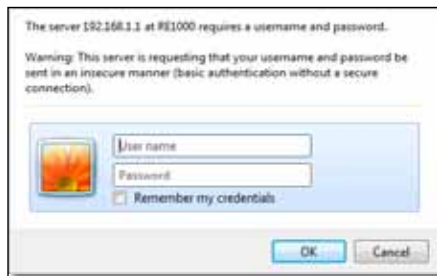 The server 192.168.1.1 at RE1000 requires a username and password.
Warning: This server is requesting that your username and password be
sent in an insecure manner (basic authentication without a secure
connection).
User name
Password
Remember my credentials
OK
Cancel